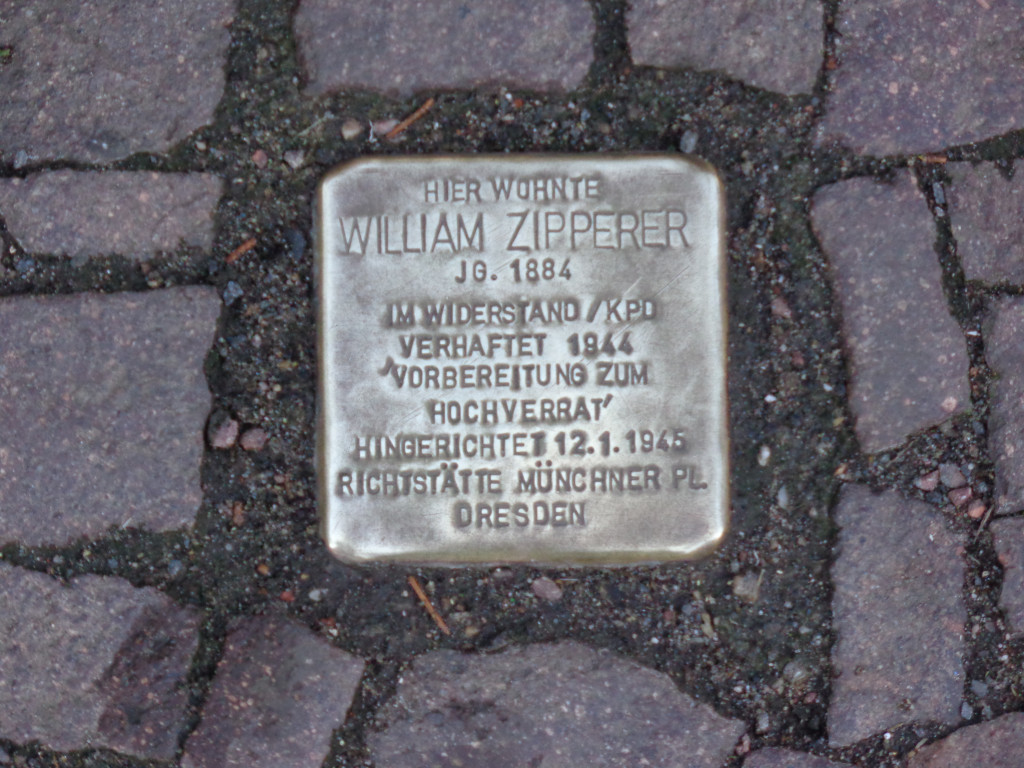 HIER WOHNTE
WILLIAM ZIPPERER
JG. 1884
IM WIDERSTAND / KPD
VERHAFTET 1944
'VORBEREITUNG ZUM
HOCHVERRAT'
HINGERICHTET 12.1.1945
RICHTSTÄTTE MÜNCHNER PL.
DRESDEN